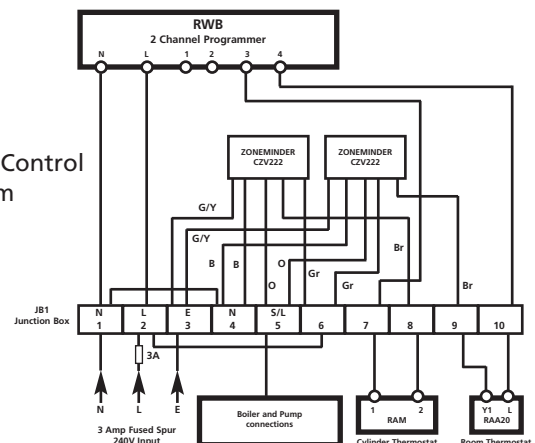 RWB
2 Channel Programmer
N L 1 2 3 4
Control
m
ZONEMINDER
CZV222
ZONEMINDER
CZV222
G/Y
G/Y
B B O O Gr Gr Br Br
JB1
Junction Box
N L E N S/L
1 2 3 4 5 6 7 8 9 10
3A
N L E
3 Amp Fused Spur
240V Input
Boiler and Pump
connections
1 2
RAM
Cylinder Thermostat
Y1 L
RAA20
Room Thermostat